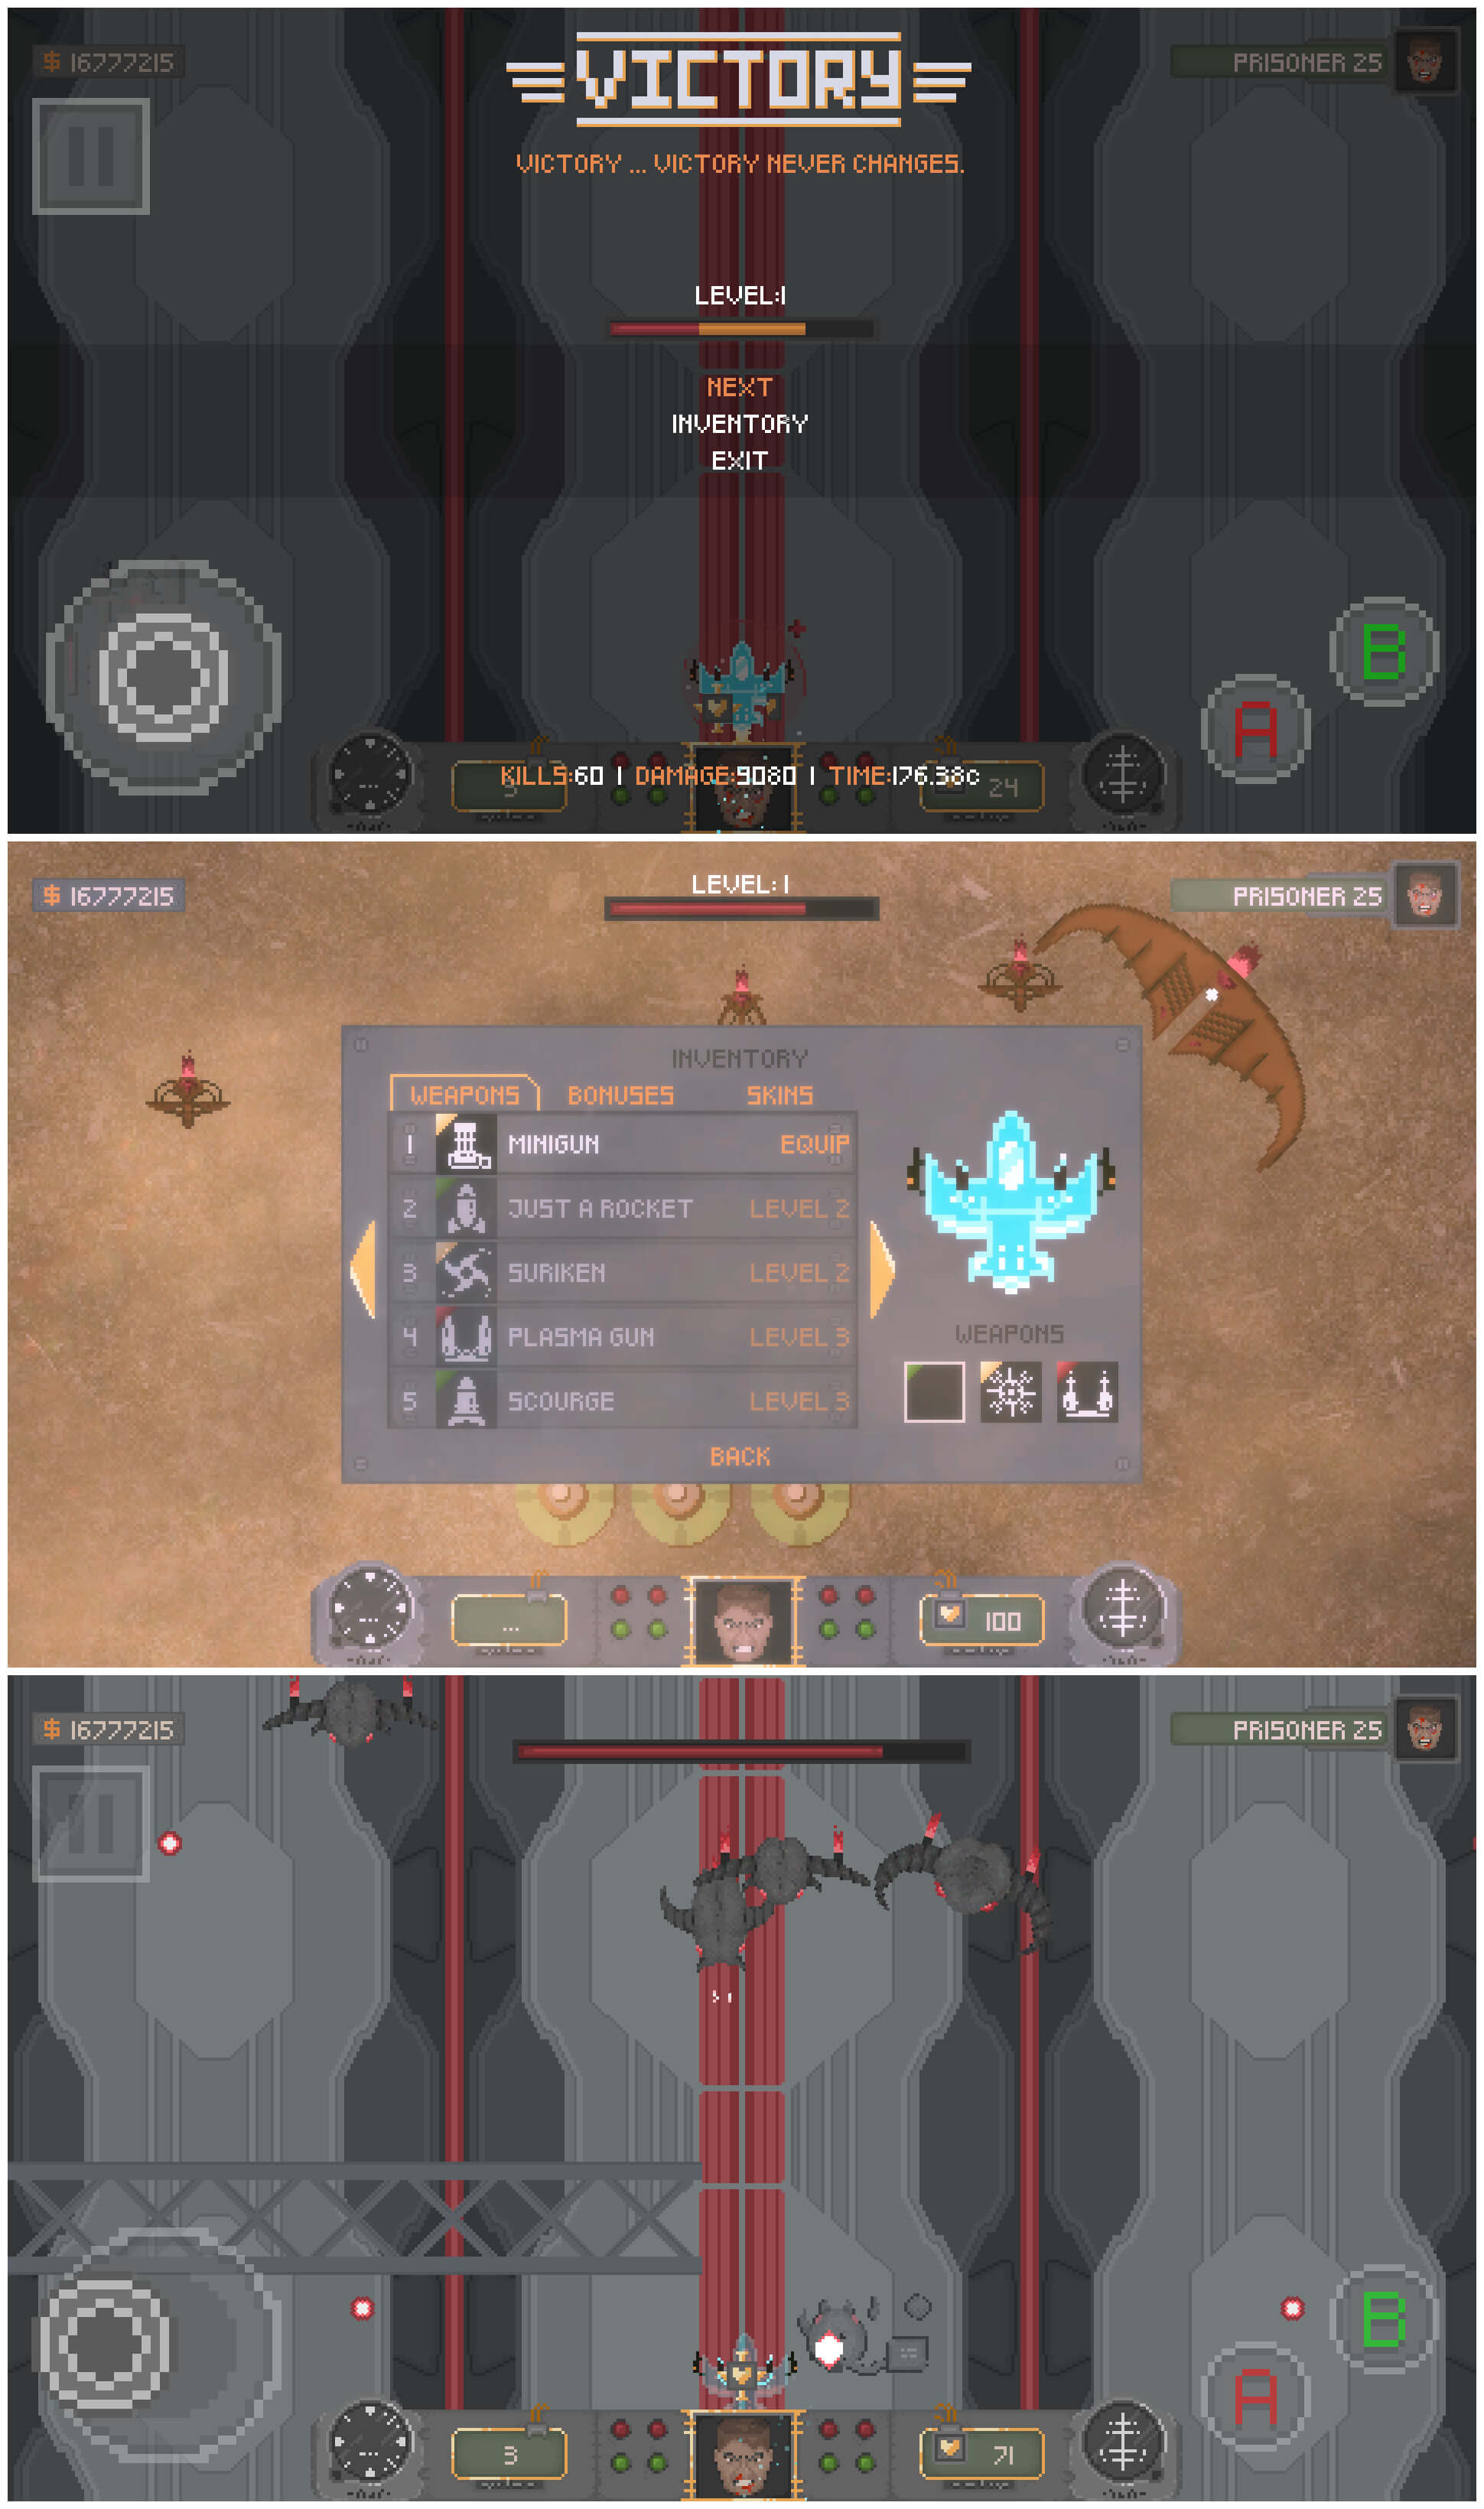 $ 16777215
PRISONER 25
VICTORY
VICTORY ... VICTORY NEVER CHANGES.
LEVEL:1
NEXT
INVENTORY
EXIT
B
A
KILLS:60 | DAMAGE:9080 | TIME:176.38c
24
$ 16777215
LEVEL:1
PRISONER 25
INVENTORY
WEAPONS BONUSES SKINS
1 MINIGUN EQUIP
2 JUST A ROCKET LEVEL 2
3 SURIKEN LEVEL 2
4 PLASMA GUN LEVEL 3
5 SCOURGE LEVEL 3
WEAPONS
BACK
... ... 100
$ 16777215
PRISONER 25
B
A
... 3 71